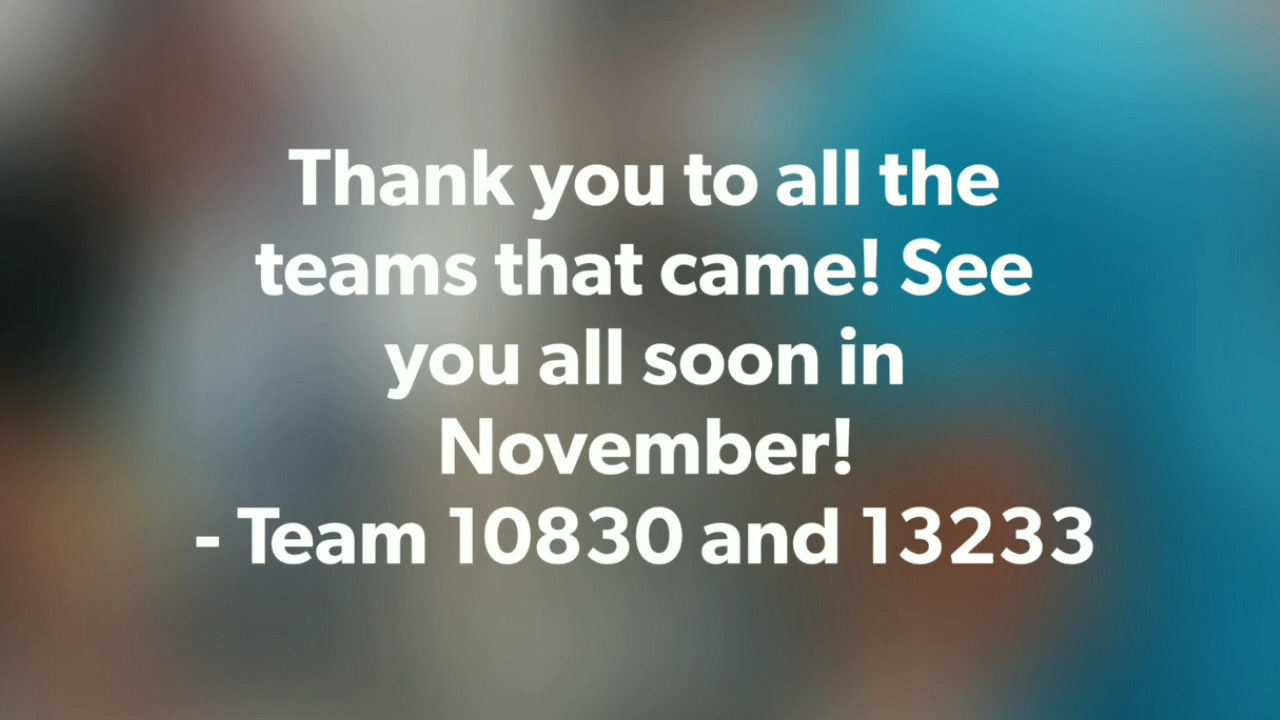 Thank you to all the
teams that came! See
you all soon in
November!
- Team 10830 and 13233